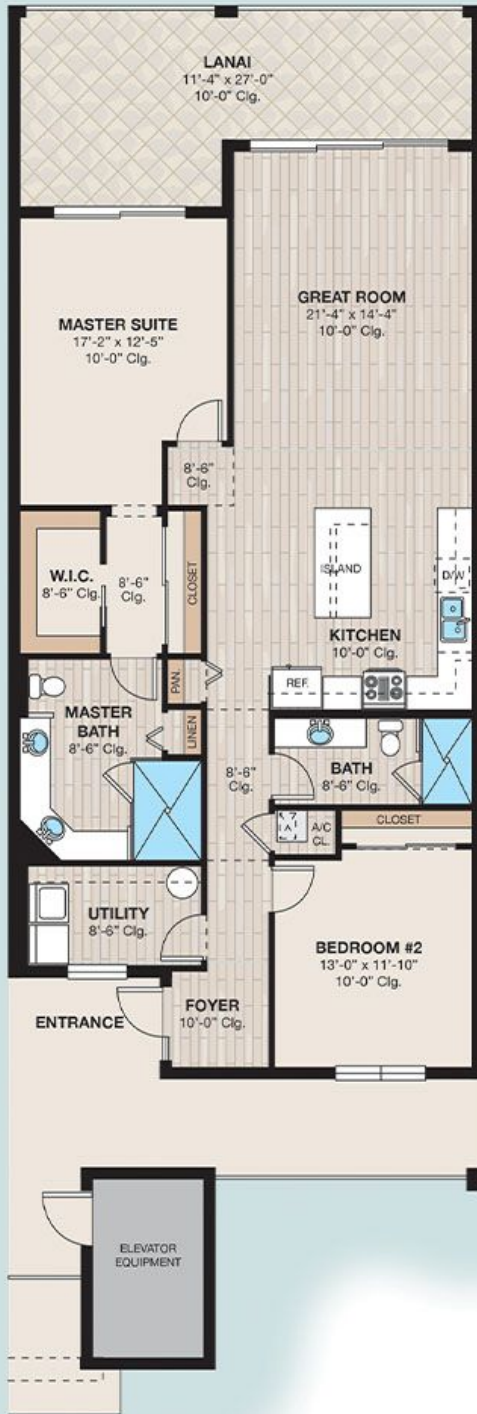 LANAI
11'-4" x 27'-0"
10'-0" Clg.
GREAT ROOM
21'-4" x 14'-4"
10'-0" Clg.
MASTER SUITE
17'-2" x 12'-5"
10'-0" Clg.
8'-6"
Clg.
W.I.C.
8'-6" Clg.
8'-6"
Clg.
CLOSET
ISLAND
D/W
KITCHEN
10'-0" Clg.
PAN.
REF.
MASTER
BATH
8'-6" Clg.
LINEN
8'-6"
Clg.
BATH
8'-6" Clg.
A/C
CL.
CLOSET
UTILITY
8'-6" Clg.
BEDROOM #2
13'-0" x 11'-10"
10'-0" Clg.
ENTRANCE
FOYER
10'-0" Clg.
ELEVATOR
EQUIPMENT